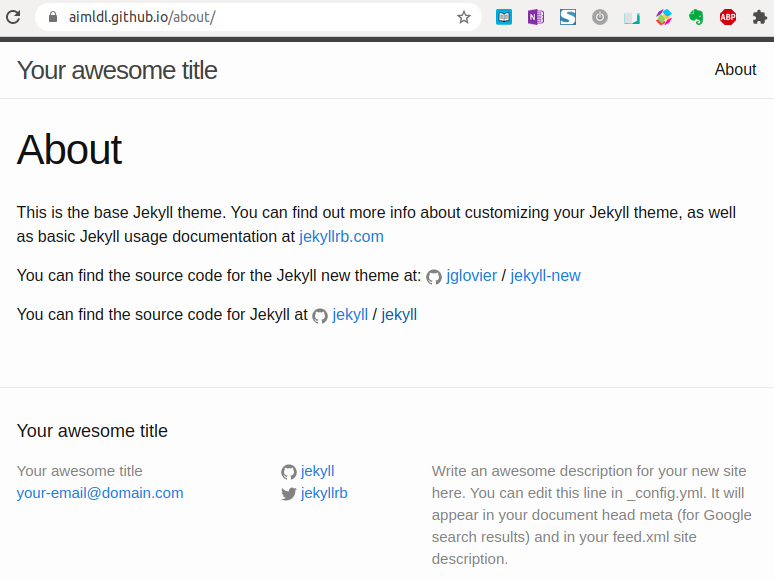 aimldl.github.io/about/
N
S
ABP
Your awesome title
About
About
This is the base Jekyll theme. You can find out more info about customizing your Jekyll theme, as well
as basic Jekyll usage documentation at jekyllrb.com
You can find the source code for the Jekyll new theme at: jglovier / jekyll-new
You can find the source code for Jekyll at jekyll / jekyll
Your awesome title
Your awesome title
your-email@domain.com
jekyll
jekyllrb
Write an awesome description for your new site
here. You can edit this line in _config.yml. It will
appear in your document head meta (for Google
search results) and in your feed.xml site
description.